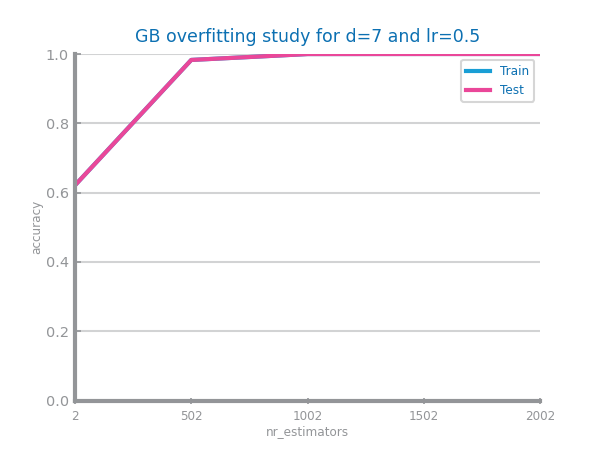 GB overfitting study for d=7 and lr=0.5
1.0
0.8
0.6
0.4
0.2
0.0
accuracy
Train
Test
2 502 1002 1502 2002
nr_estimators